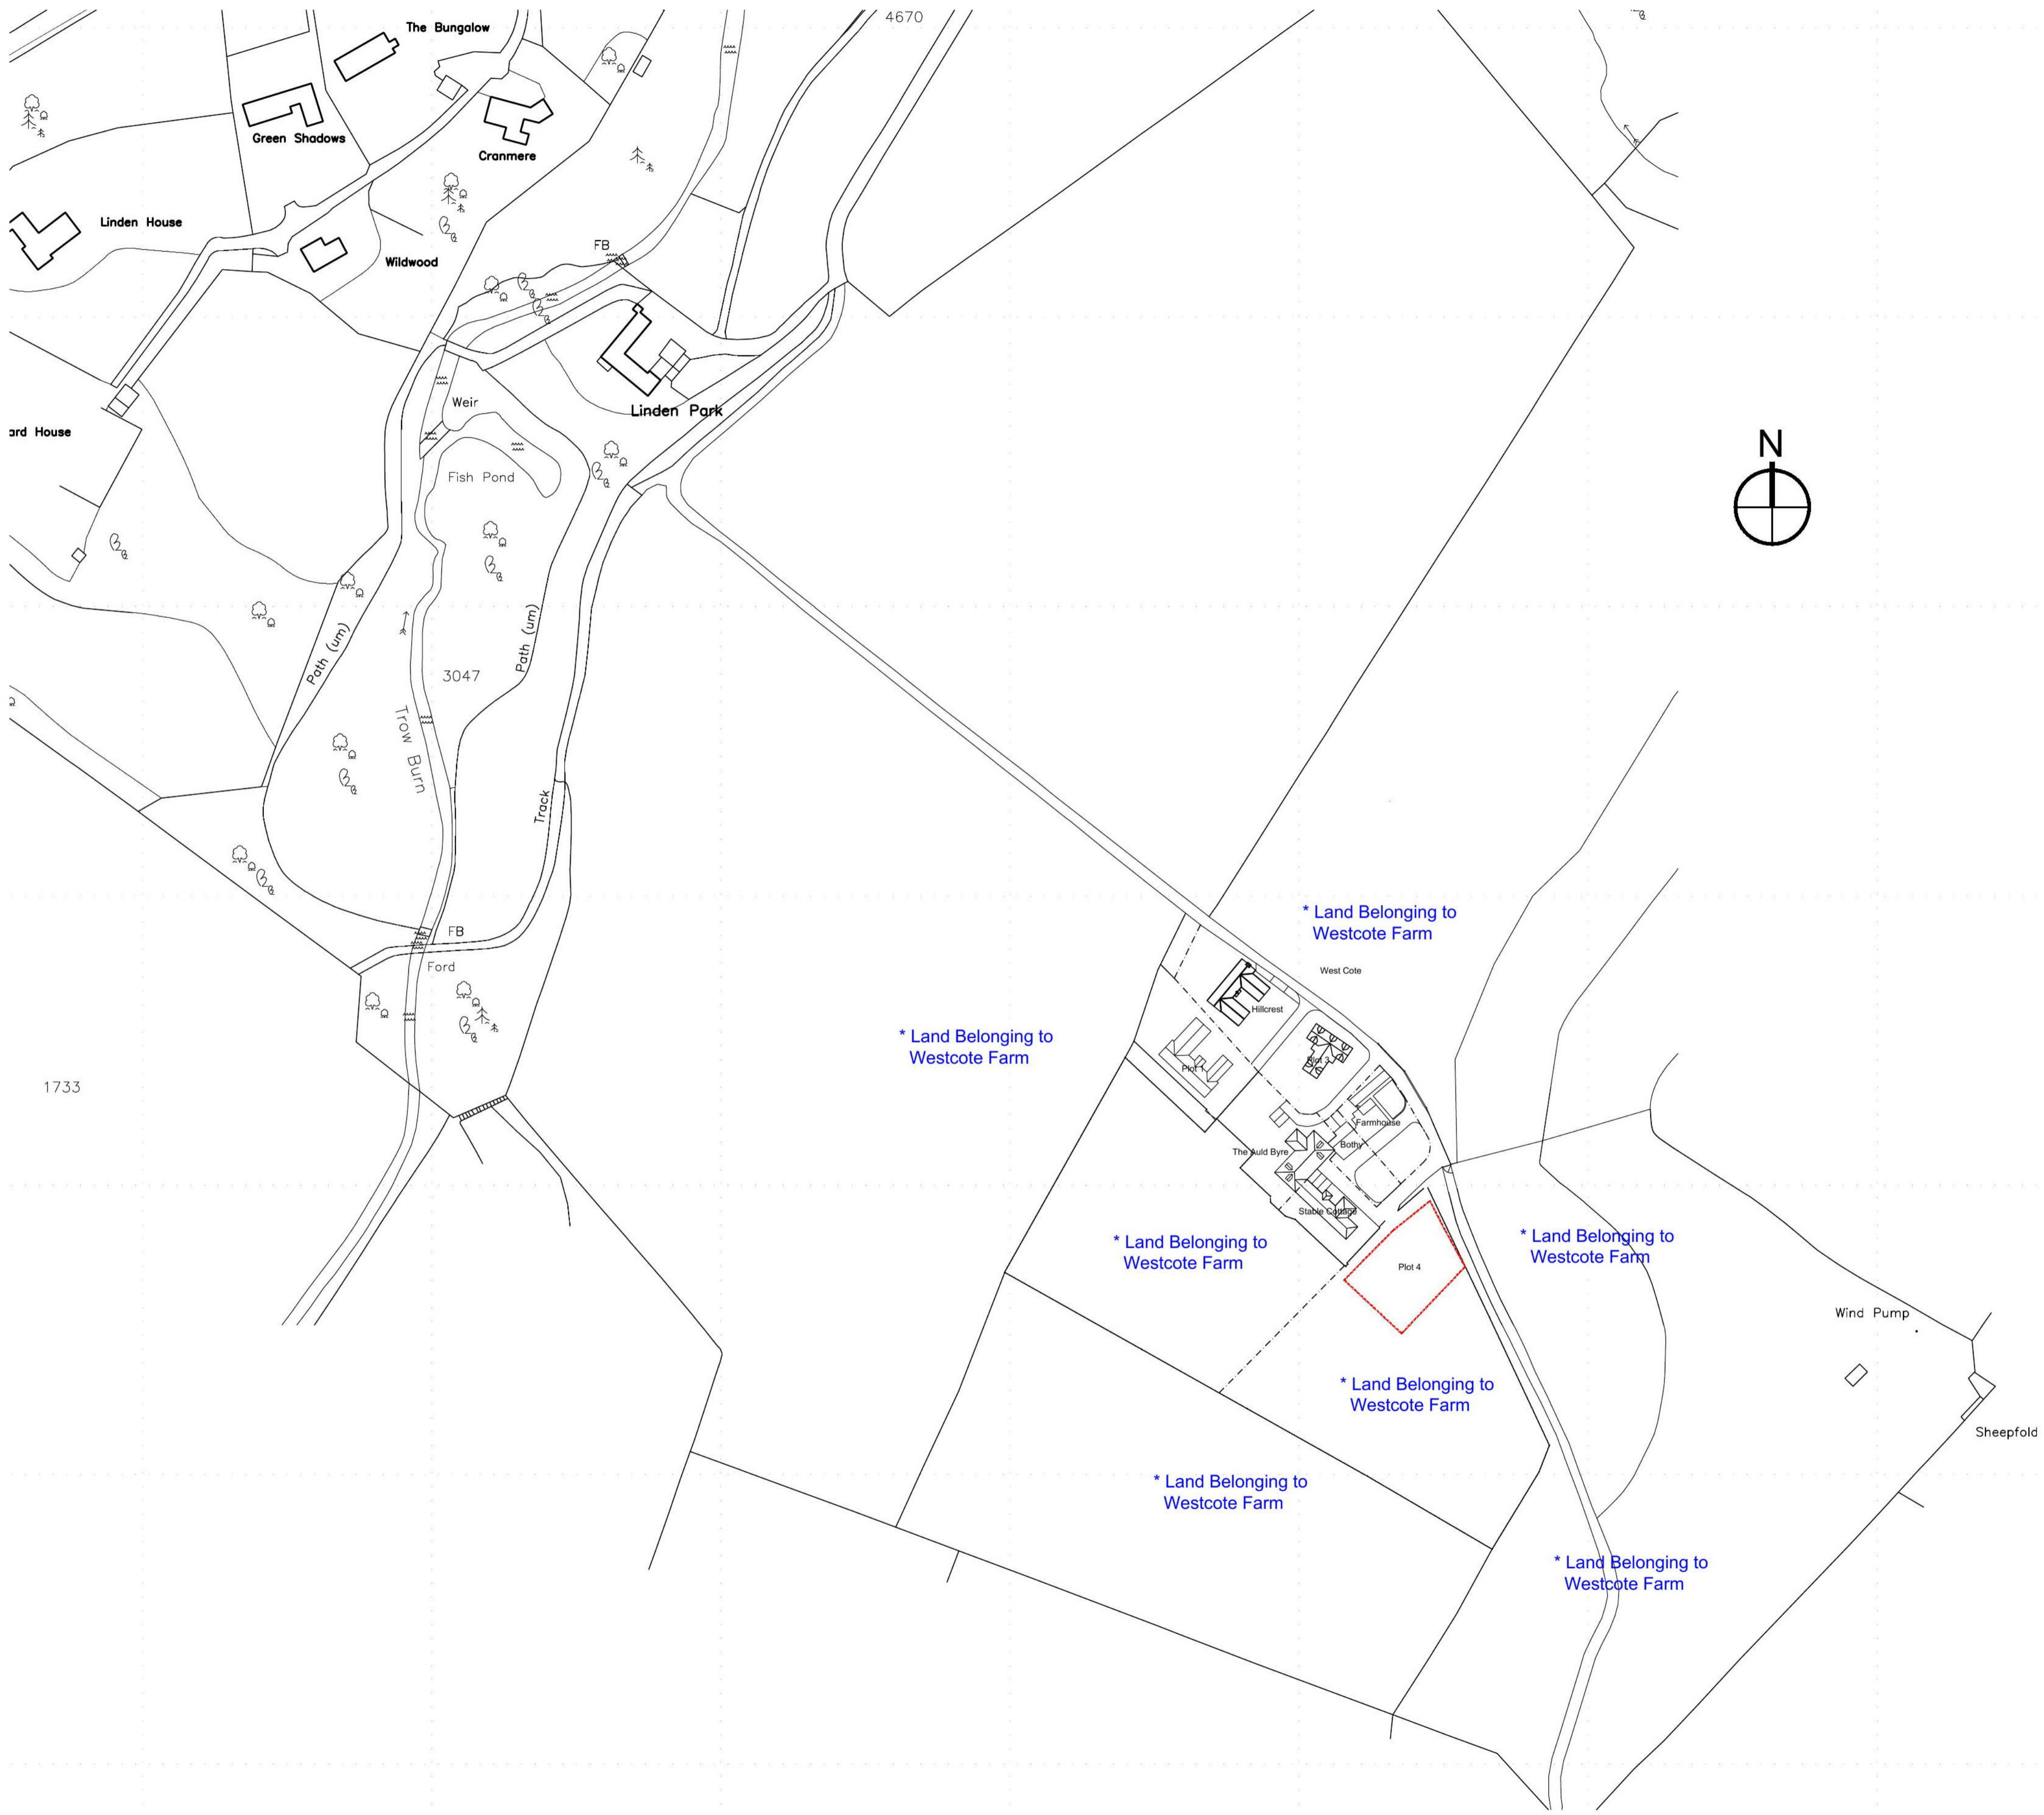 4670
The Bungalow
Green Shadows
Cranmere
Linden House
Wildwood
FB
Weir
Linden Park
ard House
N
Fish Pond
Path (um)
Path (um)
3047
Trow Burn
Track
FB
Ford
1733
* Land Belonging to
Westcote Farm
West Cote
Hillcrest
* Land Belonging to
Westcote Farm
Plot 3
Plot 1
Farmhouse
Bothy
The Auld Byre
Stable Cottage
* Land Belonging to
Westcote Farm
* Land Belonging to
Westcote Farm
Plot 4
Wind Pump
* Land Belonging to
Westcote Farm
Sheepfold
* Land Belonging to
Westcote Farm
* Land Belonging to
Westcote Farm